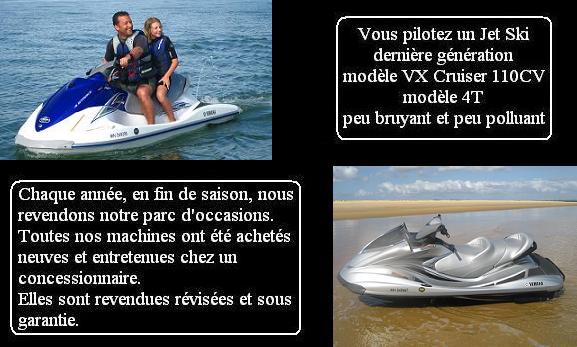 Vous pilotez un Jet Ski
dernière génération
modèle VX Cruiser 110CV
modèle 4T
peu bruyant et peu polluant
Chaque année, en fin de saison, nous
revendons notre parc d'occasions.
Toutes nos machines ont été achetés
neuves et entretenues chez un
concessionnaire.
Elles sont revendues révisées et sous
garantie.
YAMAHA